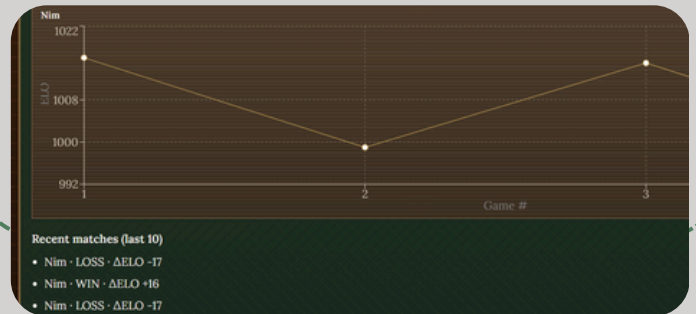 Nim
1022
1008
1000
992
ELO
1
2
3
Game #
Recent matches (last 10)
• Nim · LOSS · ΔELO -17
• Nim · WIN · ΔELO +16
• Nim · LOSS · ΔELO -17